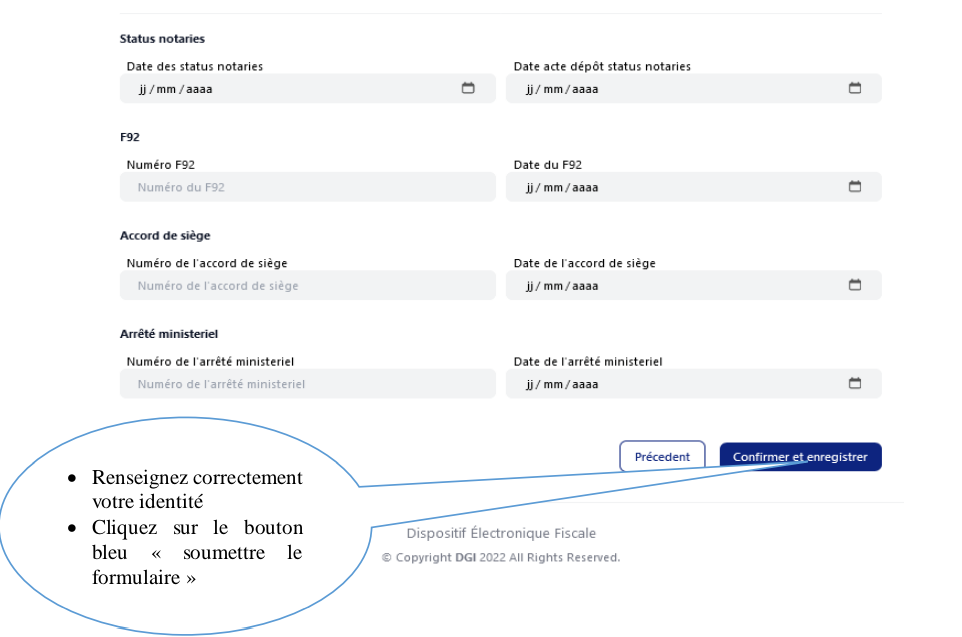 Status notaries
Date des status notaries
Date acte dépôt status notaries
jj / mm / aaaa
jj / mm / aaaa
F92
Numéro F92
Date du F92
Numéro du F92
jj / mm / aaaa
Accord de siège
Numéro de l'accord de siège
Date de l'accord de siège
Numéro de l'accord de siège
jj / mm / aaaa
Arrêté ministeriel
Numéro de l'arrêté ministeriel
Date de l'arrêté ministeriel
Numéro de l'arrêté ministeriel
jj / mm / aaaa
Précedent
Confirmer et enregistrer
• Renseignez correctement
votre identité
• Cliquez sur le bouton
bleu « soumettre le
formulaire »
Dispositif Électronique Fiscale
© Copyright DGI 2022 All Rights Reserved.